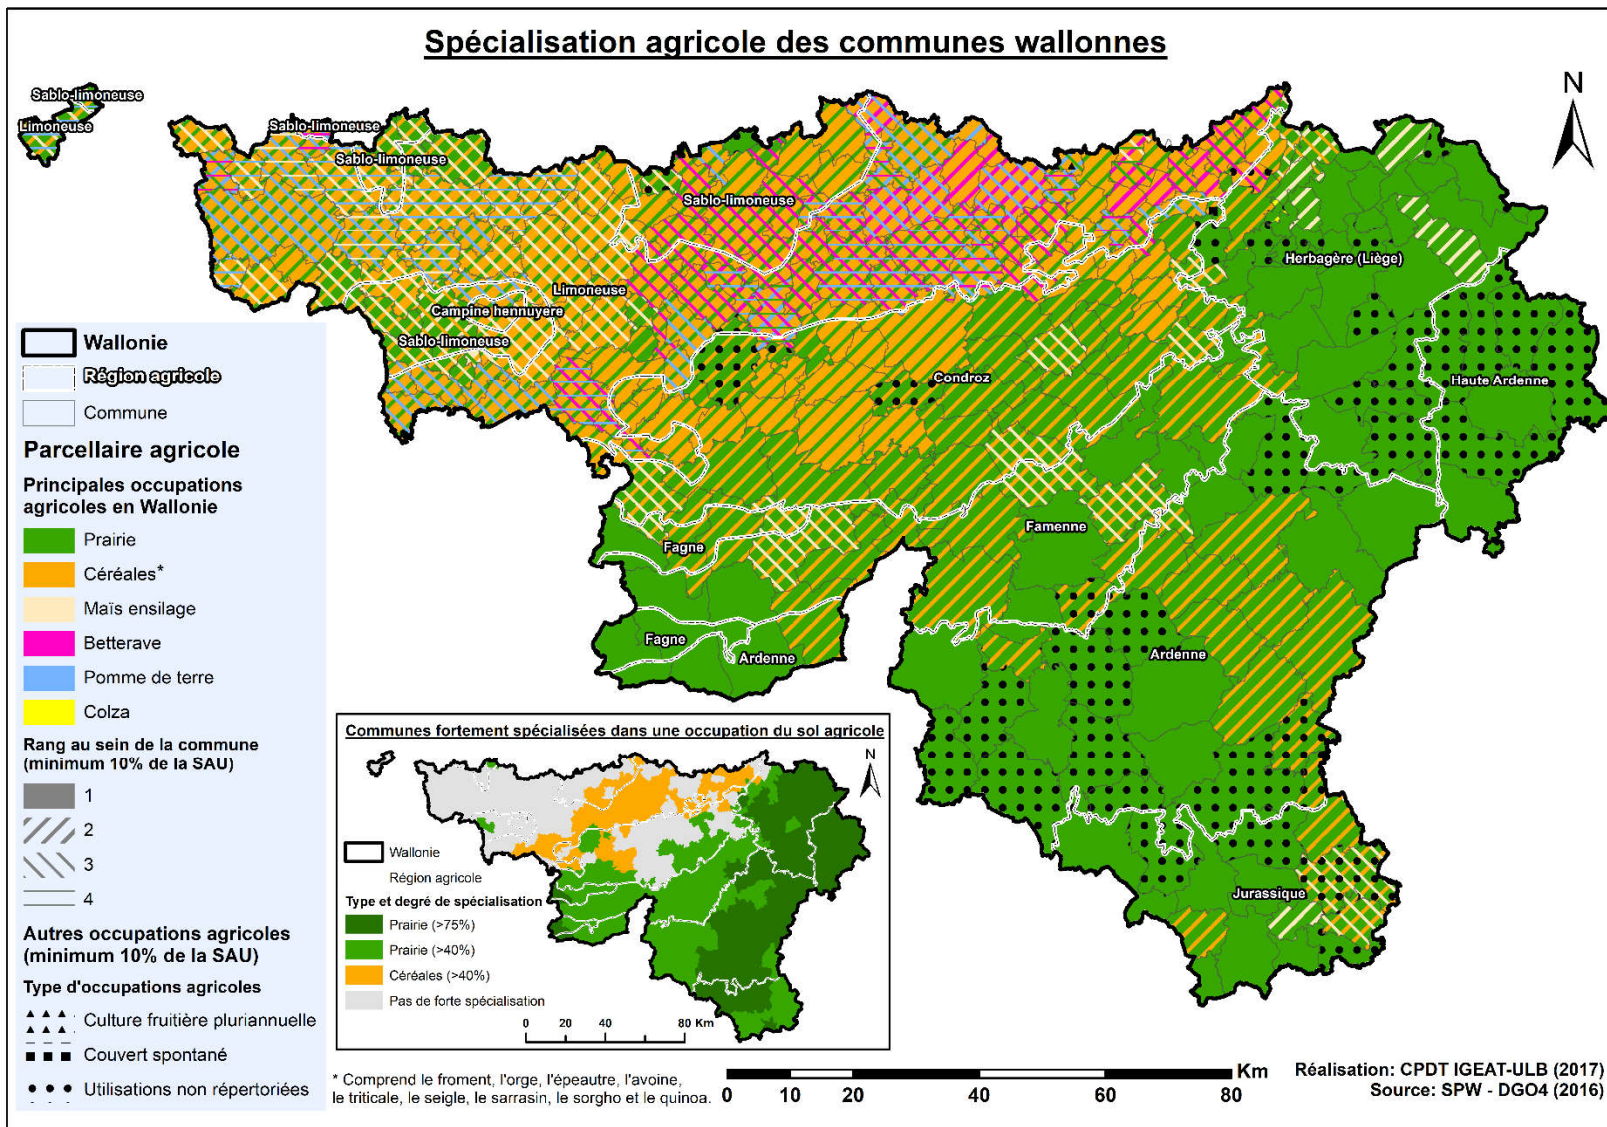 Spécialisation agricole des communes wallonnes
N
Sablo-limoneuse
Limoneuse
Sablo-limoneuse
Sablo-limoneuse
Sablo-limoneuse
Herbagère (Liège)
Limoneuse
Campine hennuyere
Sablo-limoneuse
Condroz
Haute Ardenne
Famenne
Fagne
Fagne
Ardenne
Ardenne
Jurassique
Wallonie
Région agricole
Commune
Parcellaire agricole
Principales occupations
agricoles en Wallonie
Prairie
Céréales*
Maïs ensilage
Betterave
Pomme de terre
Colza
Rang au sein de la commune
(minimum 10% de la SAU)
1
2
3
4
Autres occupations agricoles
(minimum 10% de la SAU)
Type d'occupations agricoles
Culture fruitière pluriannuelle
Couvert spontané
Utilisations non répertoriées
Communes fortement spécialisées dans une occupation du sol agricole
N
Wallonie
Région agricole
Type et degré de spécialisation
Prairie (>75%)
Prairie (>40%)
Céréales (>40%)
Pas de forte spécialisation
0 20 40 80 Km
* Comprend le froment, l'orge, l'épeautre, l'avoine,
le triticale, le seigle, le sarrasin, le sorgho et le quinoa.
Km
0 10 20 40 60 80
Réalisation: CPDT IGEAT-ULB (2017)
Source: SPW - DGO4 (2016)